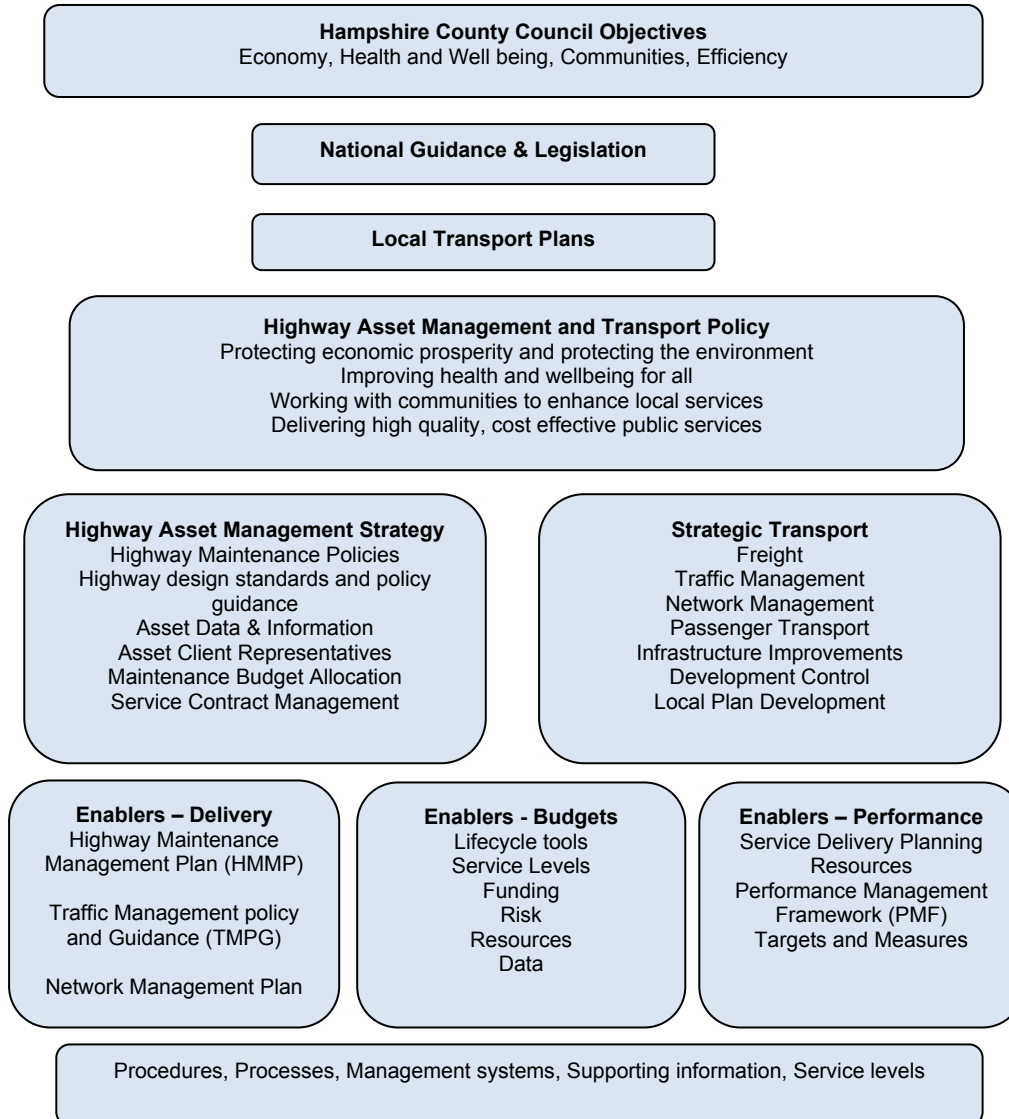 Hampshire County Council Objectives
Economy, Health and Well being, Communities, Efficiency
National Guidance & Legislation
Local Transport Plans
Highway Asset Management and Transport Policy
Protecting economic prosperity and protecting the environment
Improving health and wellbeing for all
Working with communities to enhance local services
Delivering high quality, cost effective public services
Highway Asset Management Strategy
Highway Maintenance Policies
Highway design standards and policy
guidance
Asset Data & Information
Asset Client Representatives
Maintenance Budget Allocation
Service Contract Management
Strategic Transport
Freight
Traffic Management
Network Management
Passenger Transport
Infrastructure Improvements
Development Control
Local Plan Development
Enablers – Delivery
Highway Maintenance
Management Plan (HMMP)
Traffic Management policy
and Guidance (TMPG)
Network Management Plan
Enablers - Budgets
Lifecycle tools
Service Levels
Funding
Risk
Resources
Data
Enablers – Performance
Service Delivery Planning
Resources
Performance Management
Framework (PMF)
Targets and Measures
Procedures, Processes, Management systems, Supporting information, Service levels